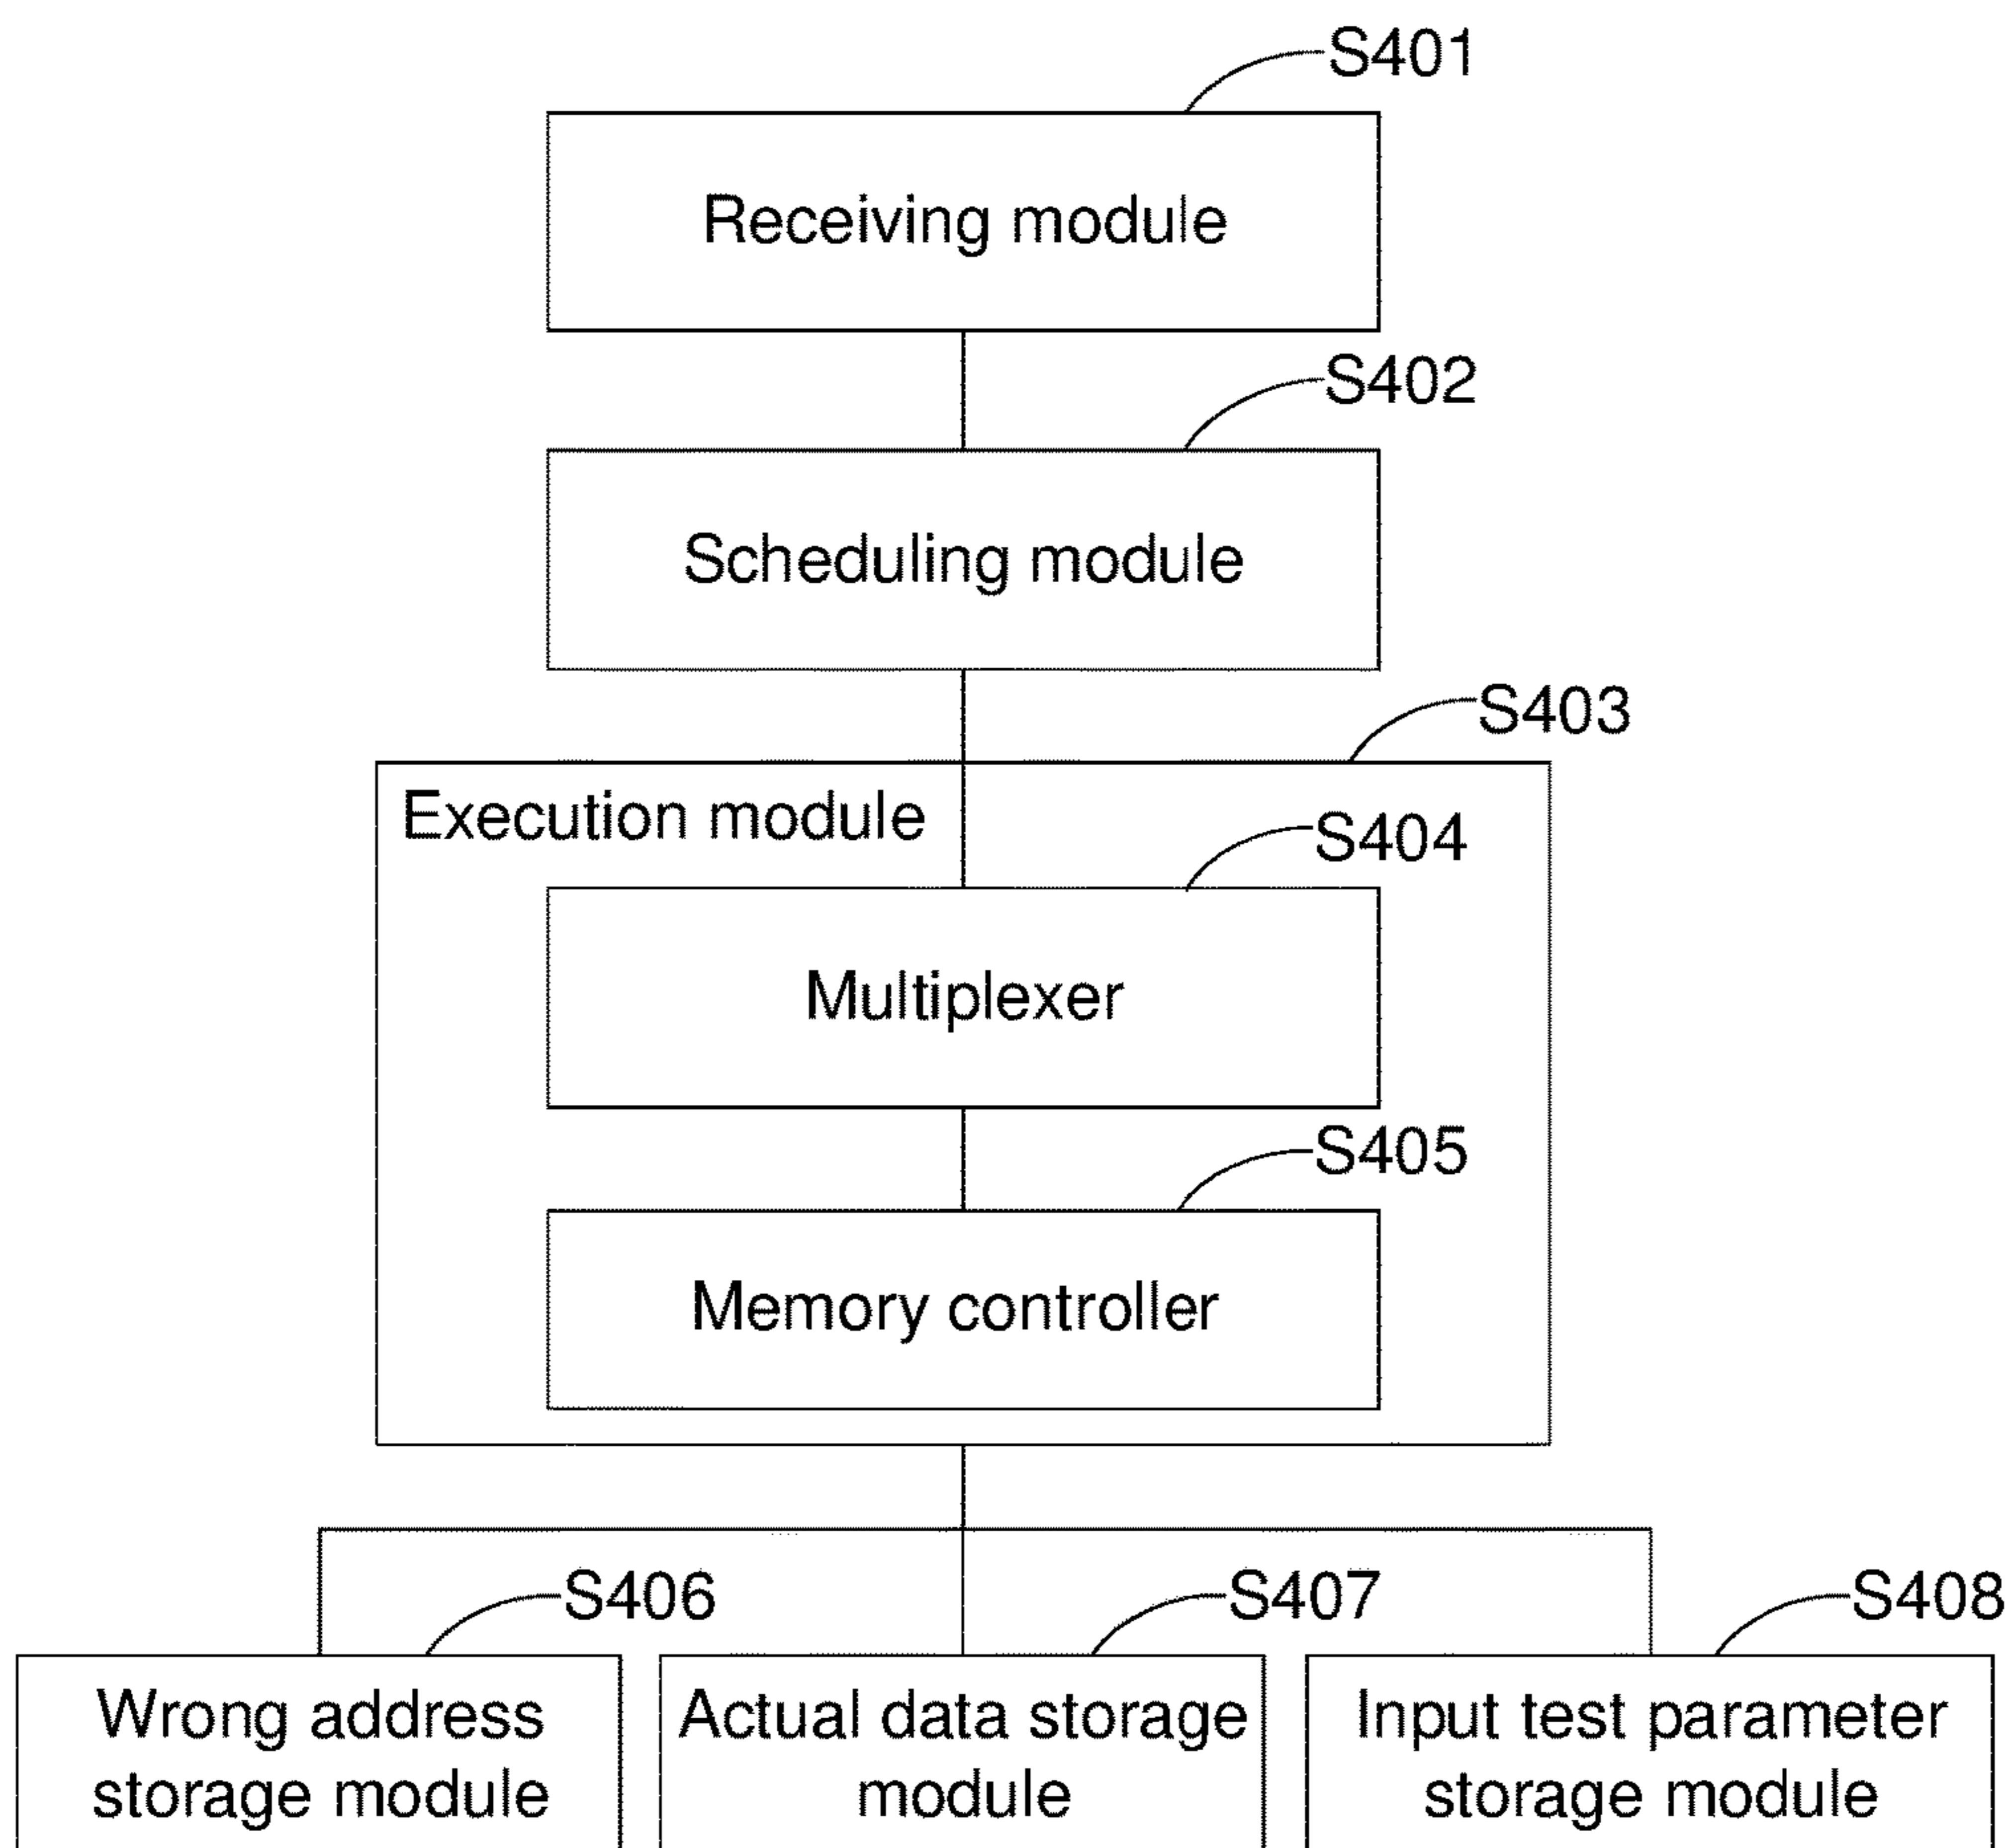 S401
Receiving module
S402
Scheduling module
S403
Execution module
S404
Multiplexer
S405
Memory controller
S406
S407
S408
Wrong address
storage module
Actual data storage
module
Input test parameter
storage module